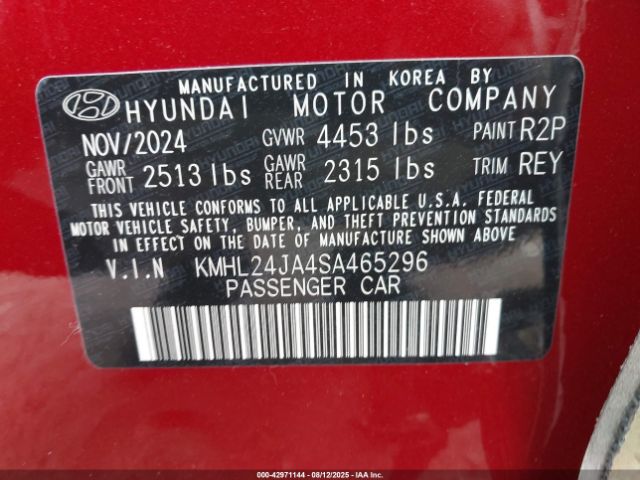 MANUFACTURED IN KOREA BY
HYUNDAI MOTOR COMPANY
NOV/2024 GVWR 4453 lbs PAINT R2P
GAWR FRONT 2513 lbs GAWR REAR 2315 lbs TRIM REY
THIS VEHICLE CONFORMS TO ALL APPLICABLE U.S.A. FEDERAL
MOTOR VEHICLE SAFETY, BUMPER, AND THEFT PREVENTION STANDARDS
IN EFFECT ON THE DATE OF MANUFACTURE SHOWN ABOVE.
V.I.N KMHL24JA4SA465296
PASSENGER CAR
000-42971144 - 08/12/2025 - IAAI.COM